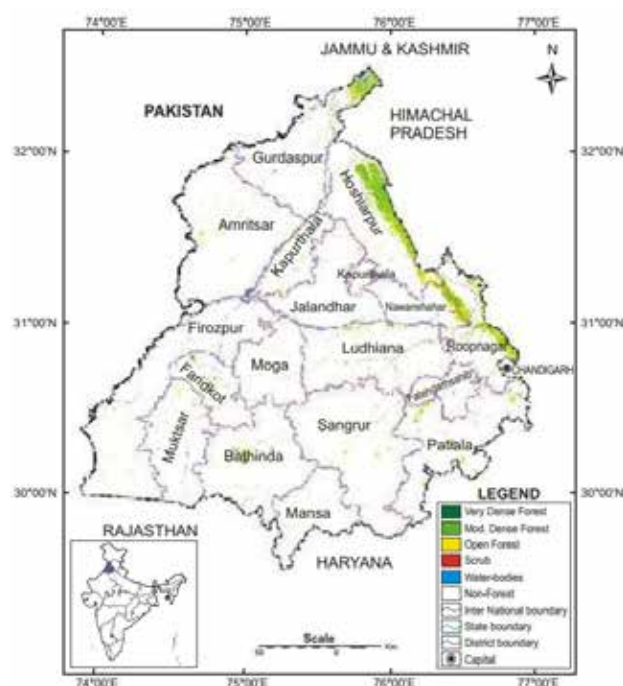 74°00'E 75°00'E 76°00'E 77°00'E
JAMMU & KASHMIR
N
PAKISTAN
HIMACHAL
PRADESH
32°00'N
32°00'N
Gurdaspur
Hoshiarpur
Amritsar
Kapurthala
Kapurthala
Jalandhar
Nawanshahar
31°00'N
31°00'N
Firozpur
Ludhiana
Roopnagar
Moga
CHANDIGARH
Faridkot
Muktsar
Sangrur
Patiala
Bathinda
30°00'N
30°00'N
Mansa
RAJASTHAN
HARYANA
LEGEND
Very Dense Forest
Mod. Dense Forest
Open Forest
Scrub
Water-bodies
Non-Forest
Inter National boundary
State boundary
District boundary
Capital
Scale
0
Km
74°00'E 75°00'E 76°00'E 77°00'E